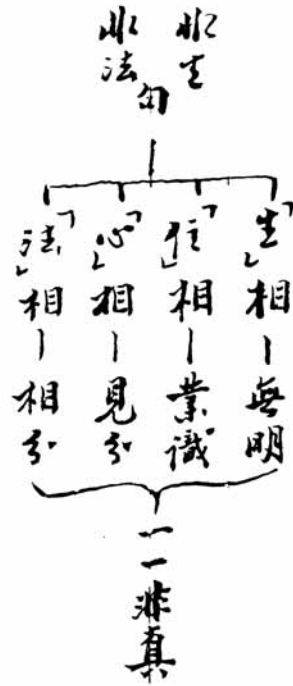 非生
非法
句
「生」相—無明
「住」相—業識
「心」相—見分
「法」相—相分
一一非真